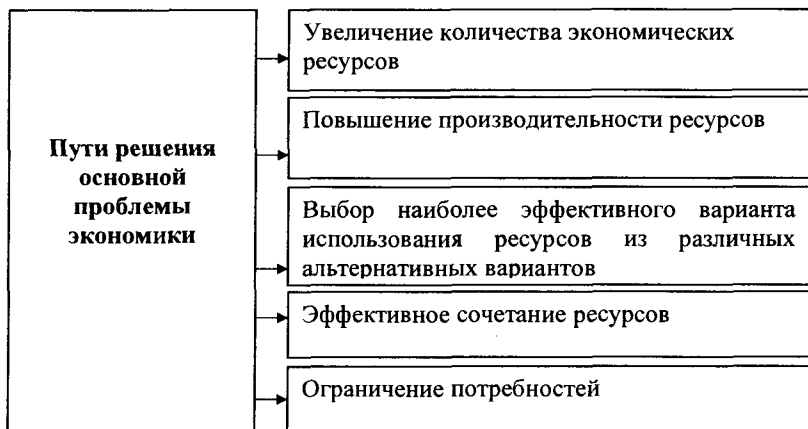 Пути решения
основной
проблемы
экономики
Увеличение количества экономических
ресурсов
Повышение производительности ресурсов
Выбор наиболее эффективного варианта
использования ресурсов из различных
альтернативных вариантов
Эффективное сочетание ресурсов
Ограничение потребностей